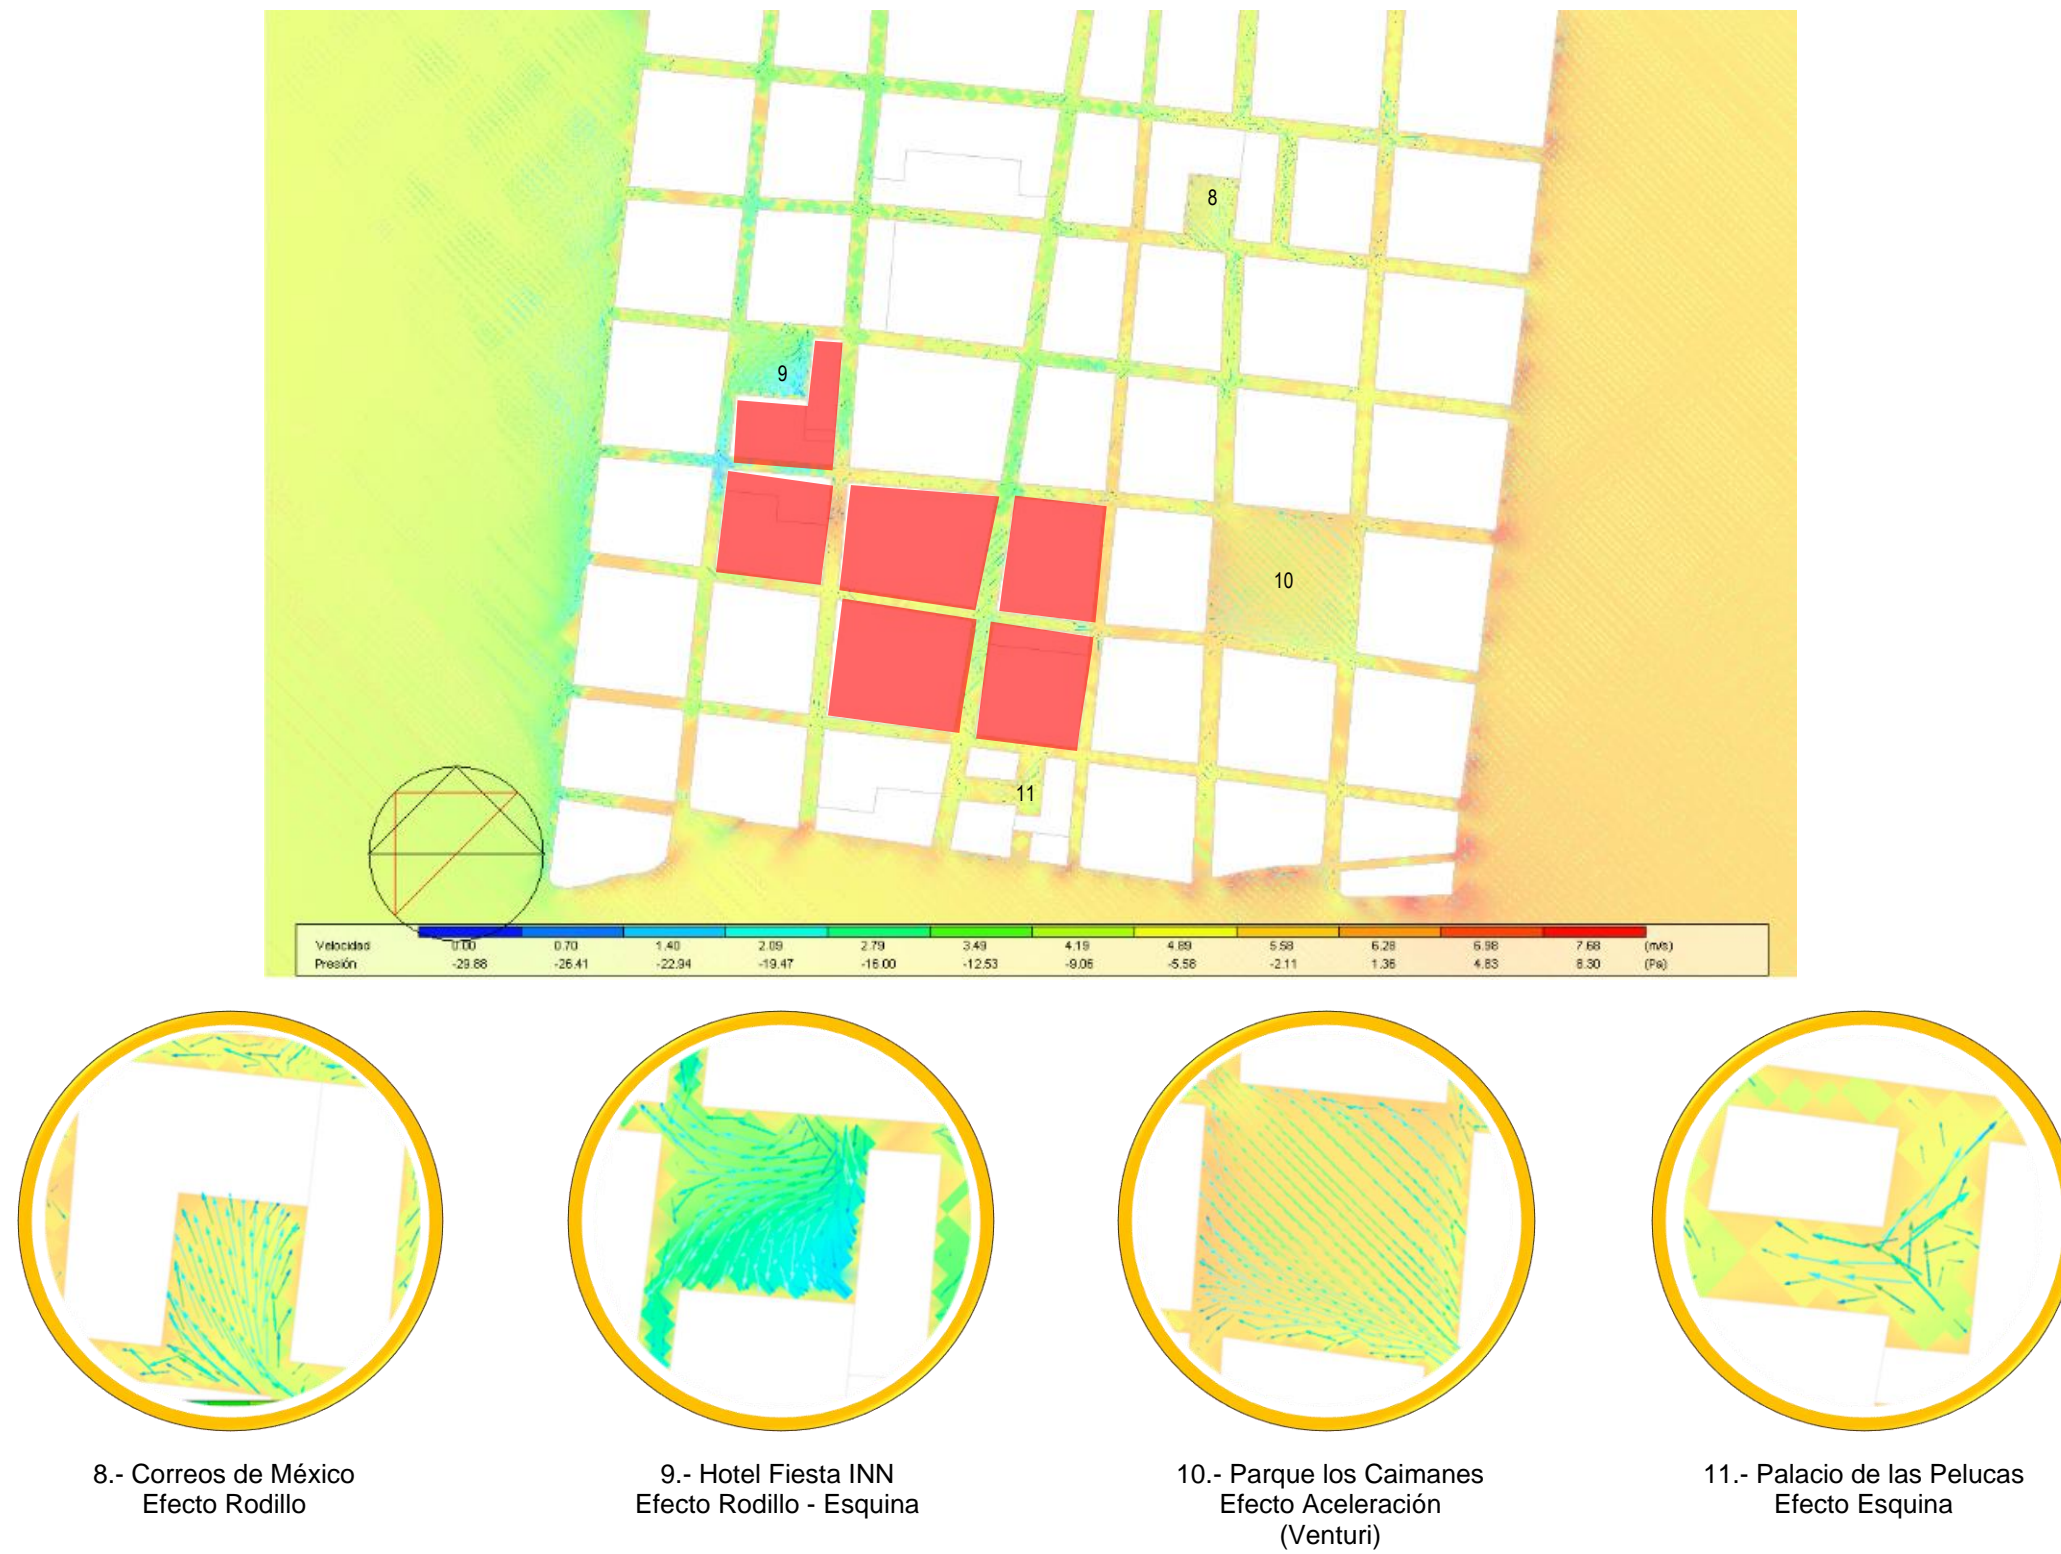 8
9
10
11
Velocidad 0.00 0.70 1.40 2.09 2.79 3.49 4.19 4.89 5.58 6.28 6.98 7.68 (m/s)
Presión -29.88 -26.41 -22.94 -19.47 -16.00 -12.53 -9.06 -5.58 -2.11 1.36 4.83 8.30 (Pa)
8.- Correos de México
Efecto Rodillo
9.- Hotel Fiesta INN
Efecto Rodillo - Esquina
10.- Parque los Caimanes
Efecto Aceleración
(Venturi)
11.- Palacio de las Pelucas
Efecto Esquina